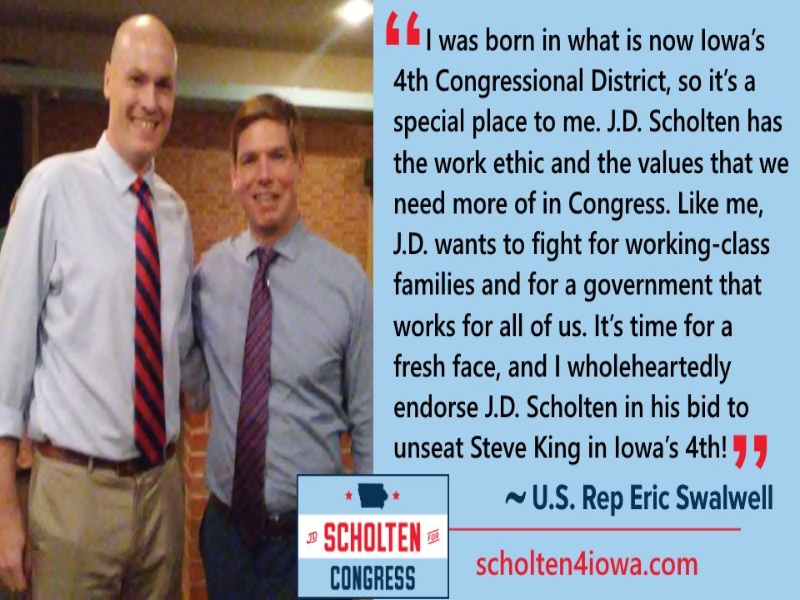 “I was born in what is now Iowa’s
4th Congressional District, so it’s a
special place to me. J.D. Scholten has
the work ethic and the values that we
need more of in Congress. Like me,
J.D. wants to fight for working-class
families and for a government that
works for all of us. It’s time for a
fresh face, and I wholeheartedly
endorse J.D. Scholten in his bid to
unseat Steve King in Iowa’s 4th!”
~ U.S. Rep Eric Swalwell
JD SCHOLTEN FOR
CONGRESS
scholten4iowa.com